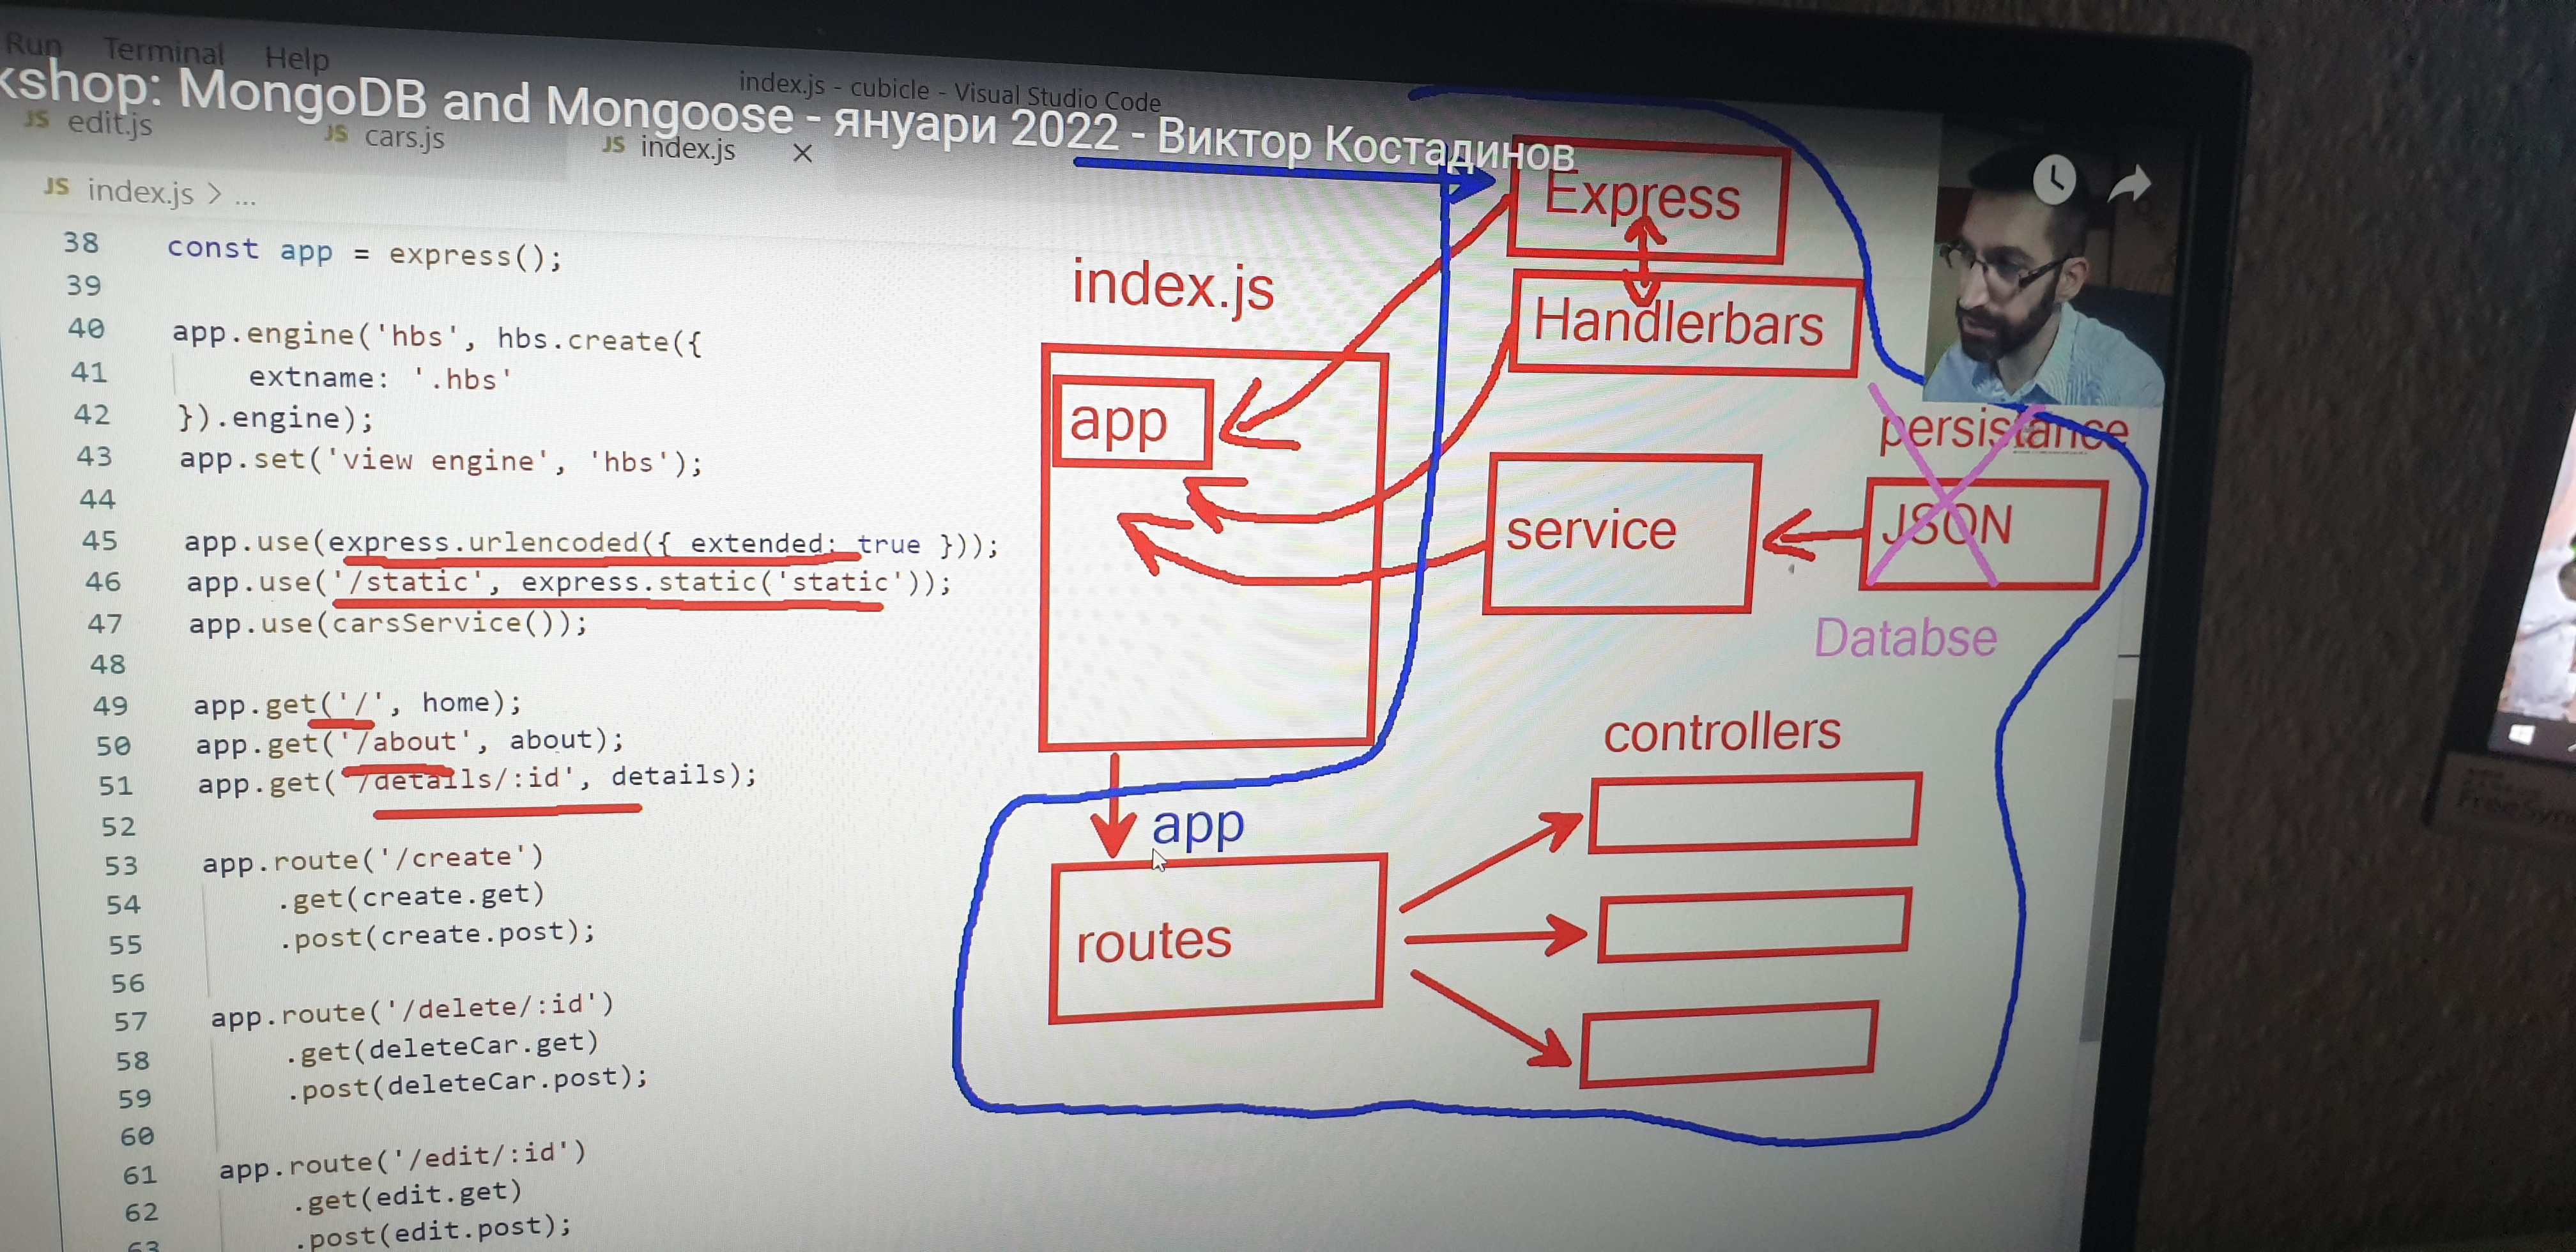 Run Terminal Help
index.js - cubicle - Visual Studio Code
kshop: MongoDB and Mongoose - януари 2022 - Виктор Костадинов
JS edit.js
JS cars.js
JS index.js ×
JS index.js > ...
38 const app = express();
39
40 app.engine('hbs', hbs.create({
41 extname: '.hbs'
42 }).engine);
43 app.set('view engine', 'hbs');
44
45 app.use(express.urlencoded({ extended: true }));
46 app.use('/static', express.static('static'));
47 app.use(carsService());
48
49 app.get('/', home);
50 app.get('/about', about);
51 app.get('/details/:id', details);
52
53 app.route('/create')
54 .get(create.get)
55 .post(create.post);
56
57 app.route('/delete/:id')
58 .get(deleteCar.get)
59 .post(deleteCar.post);
60
61 app.route('/edit/:id')
62 .get(edit.get)
63 .post(edit.post);
Express
Handlerbars
index.js
app
service
persistance
JSON
Databse
controllers
app
routes
FreeSync